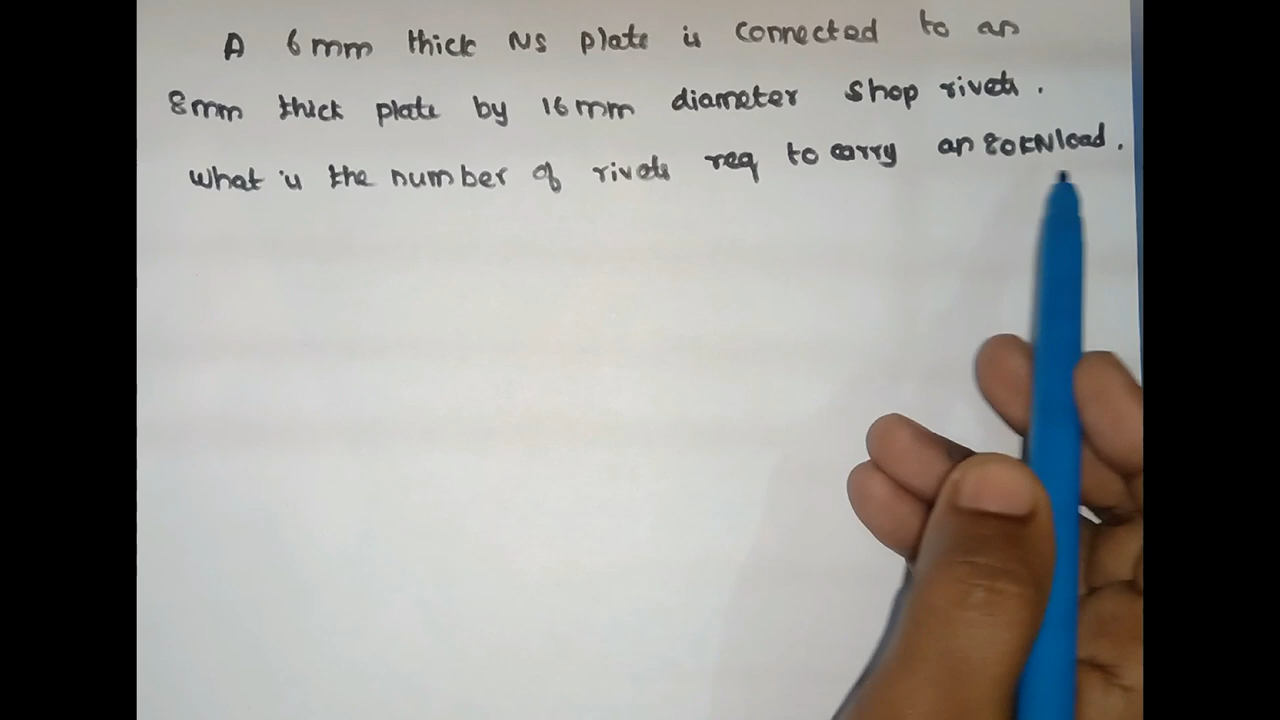 A 6mm thick MS plate is connected to an
8mm thick plate by 16mm diameter shop rivets.
What is the number of rivets req to carry an 80kN load.